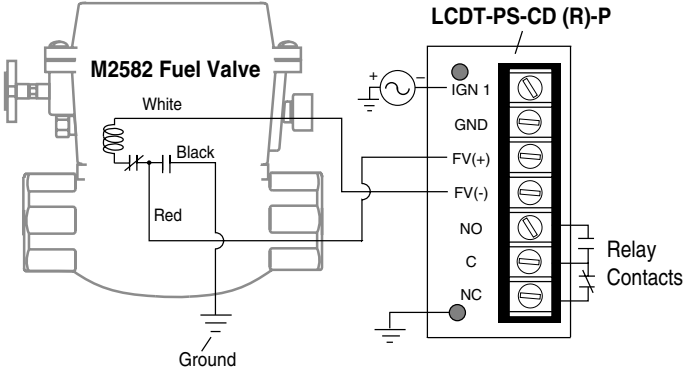 LCDT-PS-CD (R)-P
M2582 Fuel Valve
+ −
IGN 1
White
GND
Black
FV(+)
FV(-)
Red
NO
Relay
C
Contacts
NC
Ground